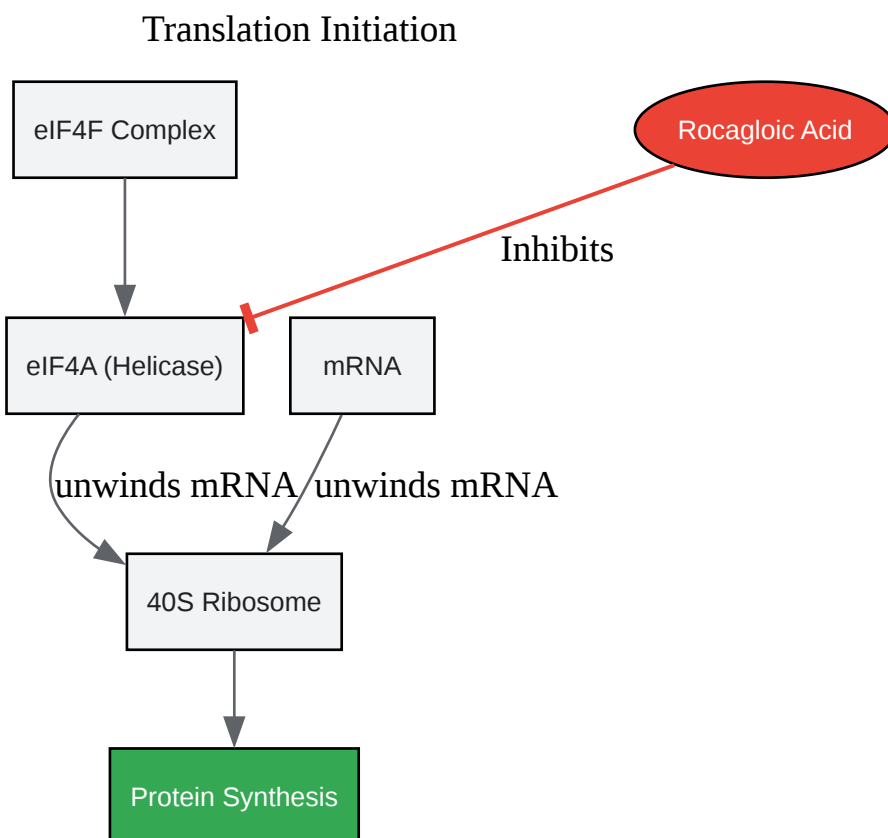 Translation Initiation
eIF4F Complex
Rocagloic Acid
Inhibits
eIF4A (Helicase)
mRNA
unwinds mRNA
unwinds mRNA
40S Ribosome
Protein Synthesis